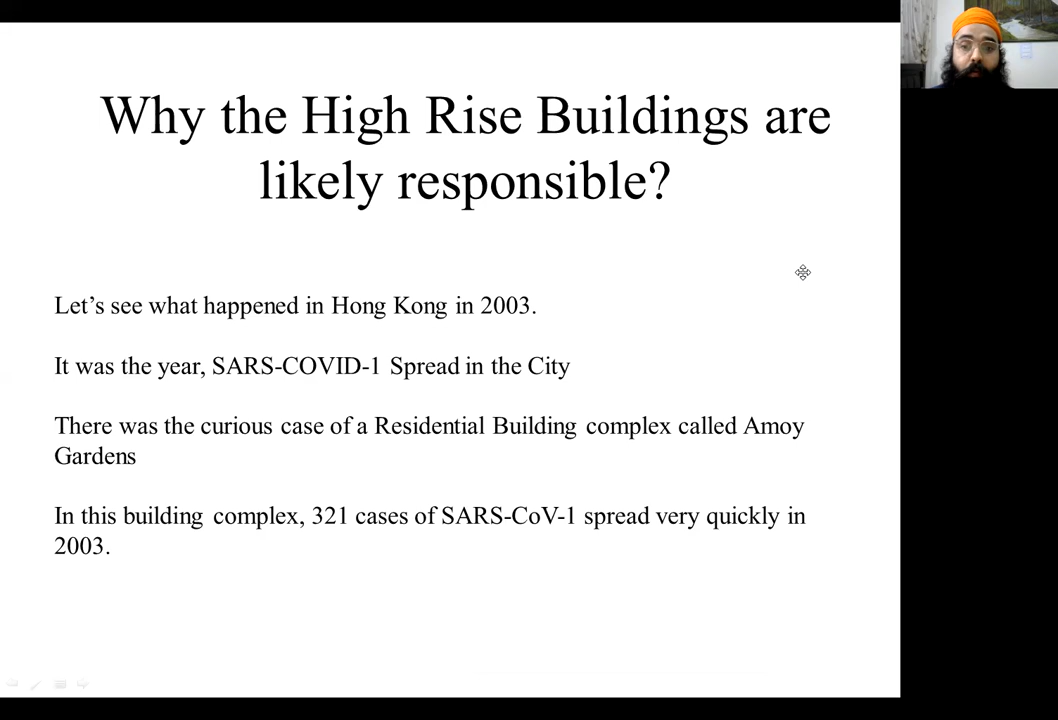 Why the High Rise Buildings are
likely responsible?
Let’s see what happened in Hong Kong in 2003.
It was the year, SARS-COVID-1 Spread in the City
There was the curious case of a Residential Building complex called Amoy
Gardens
In this building complex, 321 cases of SARS-CoV-1 spread very quickly in
2003.